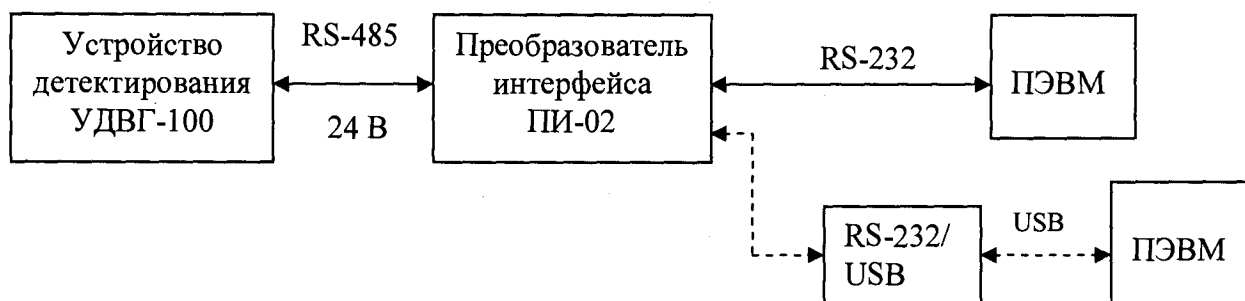 Устройство
детектирования
УДВГ-100
RS-485
24 В
Преобразователь
интерфейса
ПИ-02
RS-232
ПЭВМ
RS-232/
USB
USB
ПЭВМ